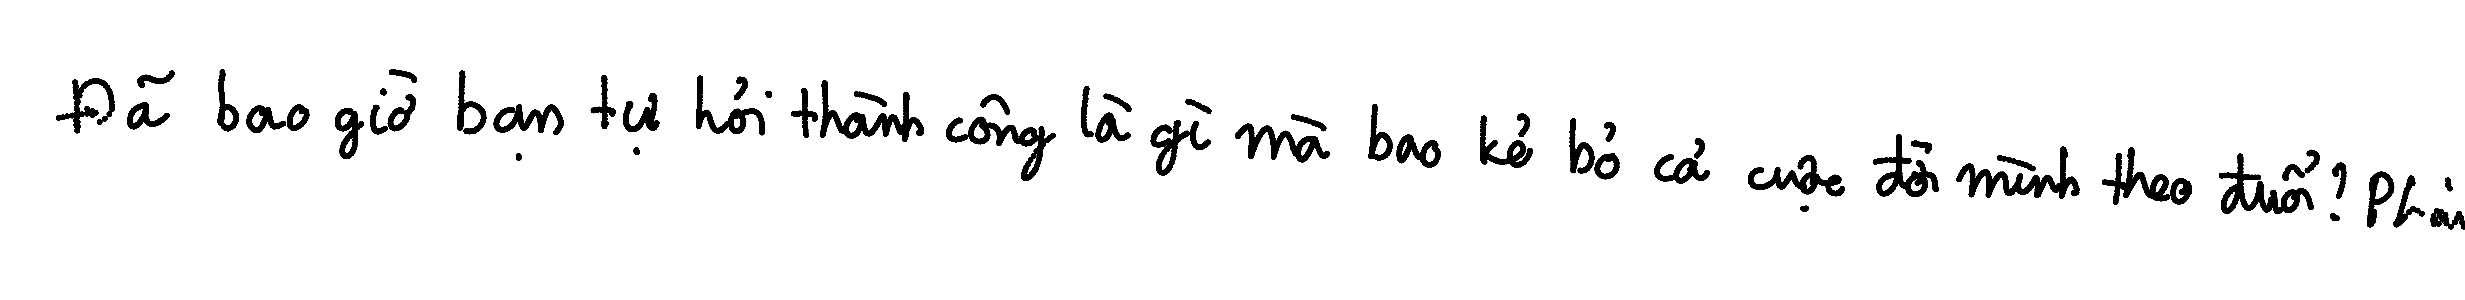 Đã bao giờ bạn tự hỏi thành công là gì mà bao kẻ bỏ cả cuộc đời mình theo đuổi?